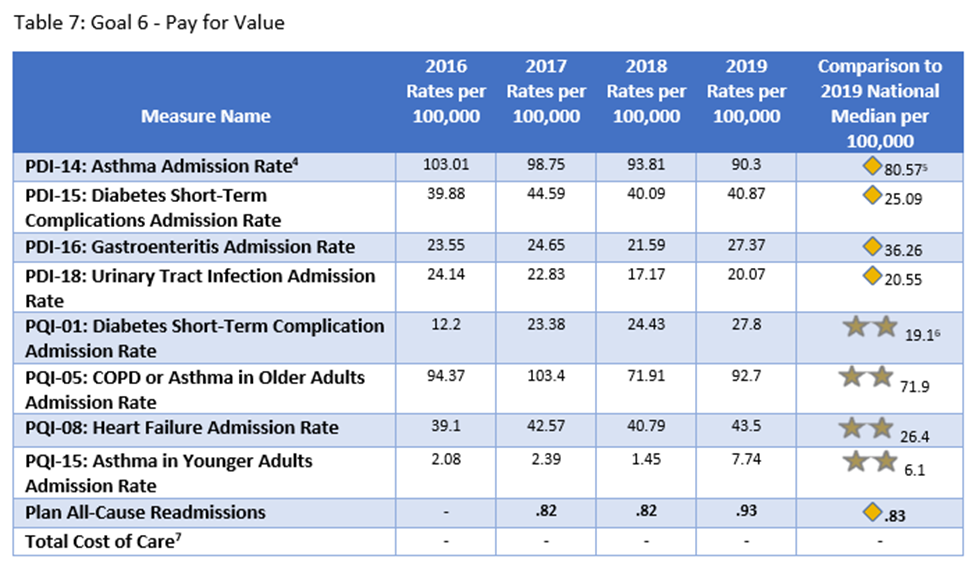 Table 7: Goal 6 - Pay for Value
Measure Name 2016 Rates per 100,000 2017 Rates per 100,000 2018 Rates per 100,000 2019 Rates per 100,000 Comparison to 2019 National Median per 100,000
PDI-14: Asthma Admission Rate⁴ 103.01 98.75 93.81 90.3 80.57⁵
PDI-15: Diabetes Short-Term 39.88 44.59 40.09 40.87 25.09
Complications Admission Rate
PDI-16: Gastroenteritis Admission Rate 23.55 24.65 21.59 27.37 36.26
PDI-18: Urinary Tract Infection Admission 24.14 22.83 17.17 20.07 20.55
Rate
PQI-01: Diabetes Short-Term Complication 12.2 23.38 24.43 27.8 19.1⁶
Admission Rate
PQI-05: COPD or Asthma in Older Adults 94.37 103.4 71.91 92.7 71.9
Admission Rate
PQI-08: Heart Failure Admission Rate 39.1 42.57 40.79 43.5 26.4
PQI-15: Asthma in Younger Adults 2.08 2.39 1.45 7.74 6.1
Admission Rate
Plan All-Cause Readmissions - .82 .82 .93 .83
Total Cost of Care⁷ - - - - -